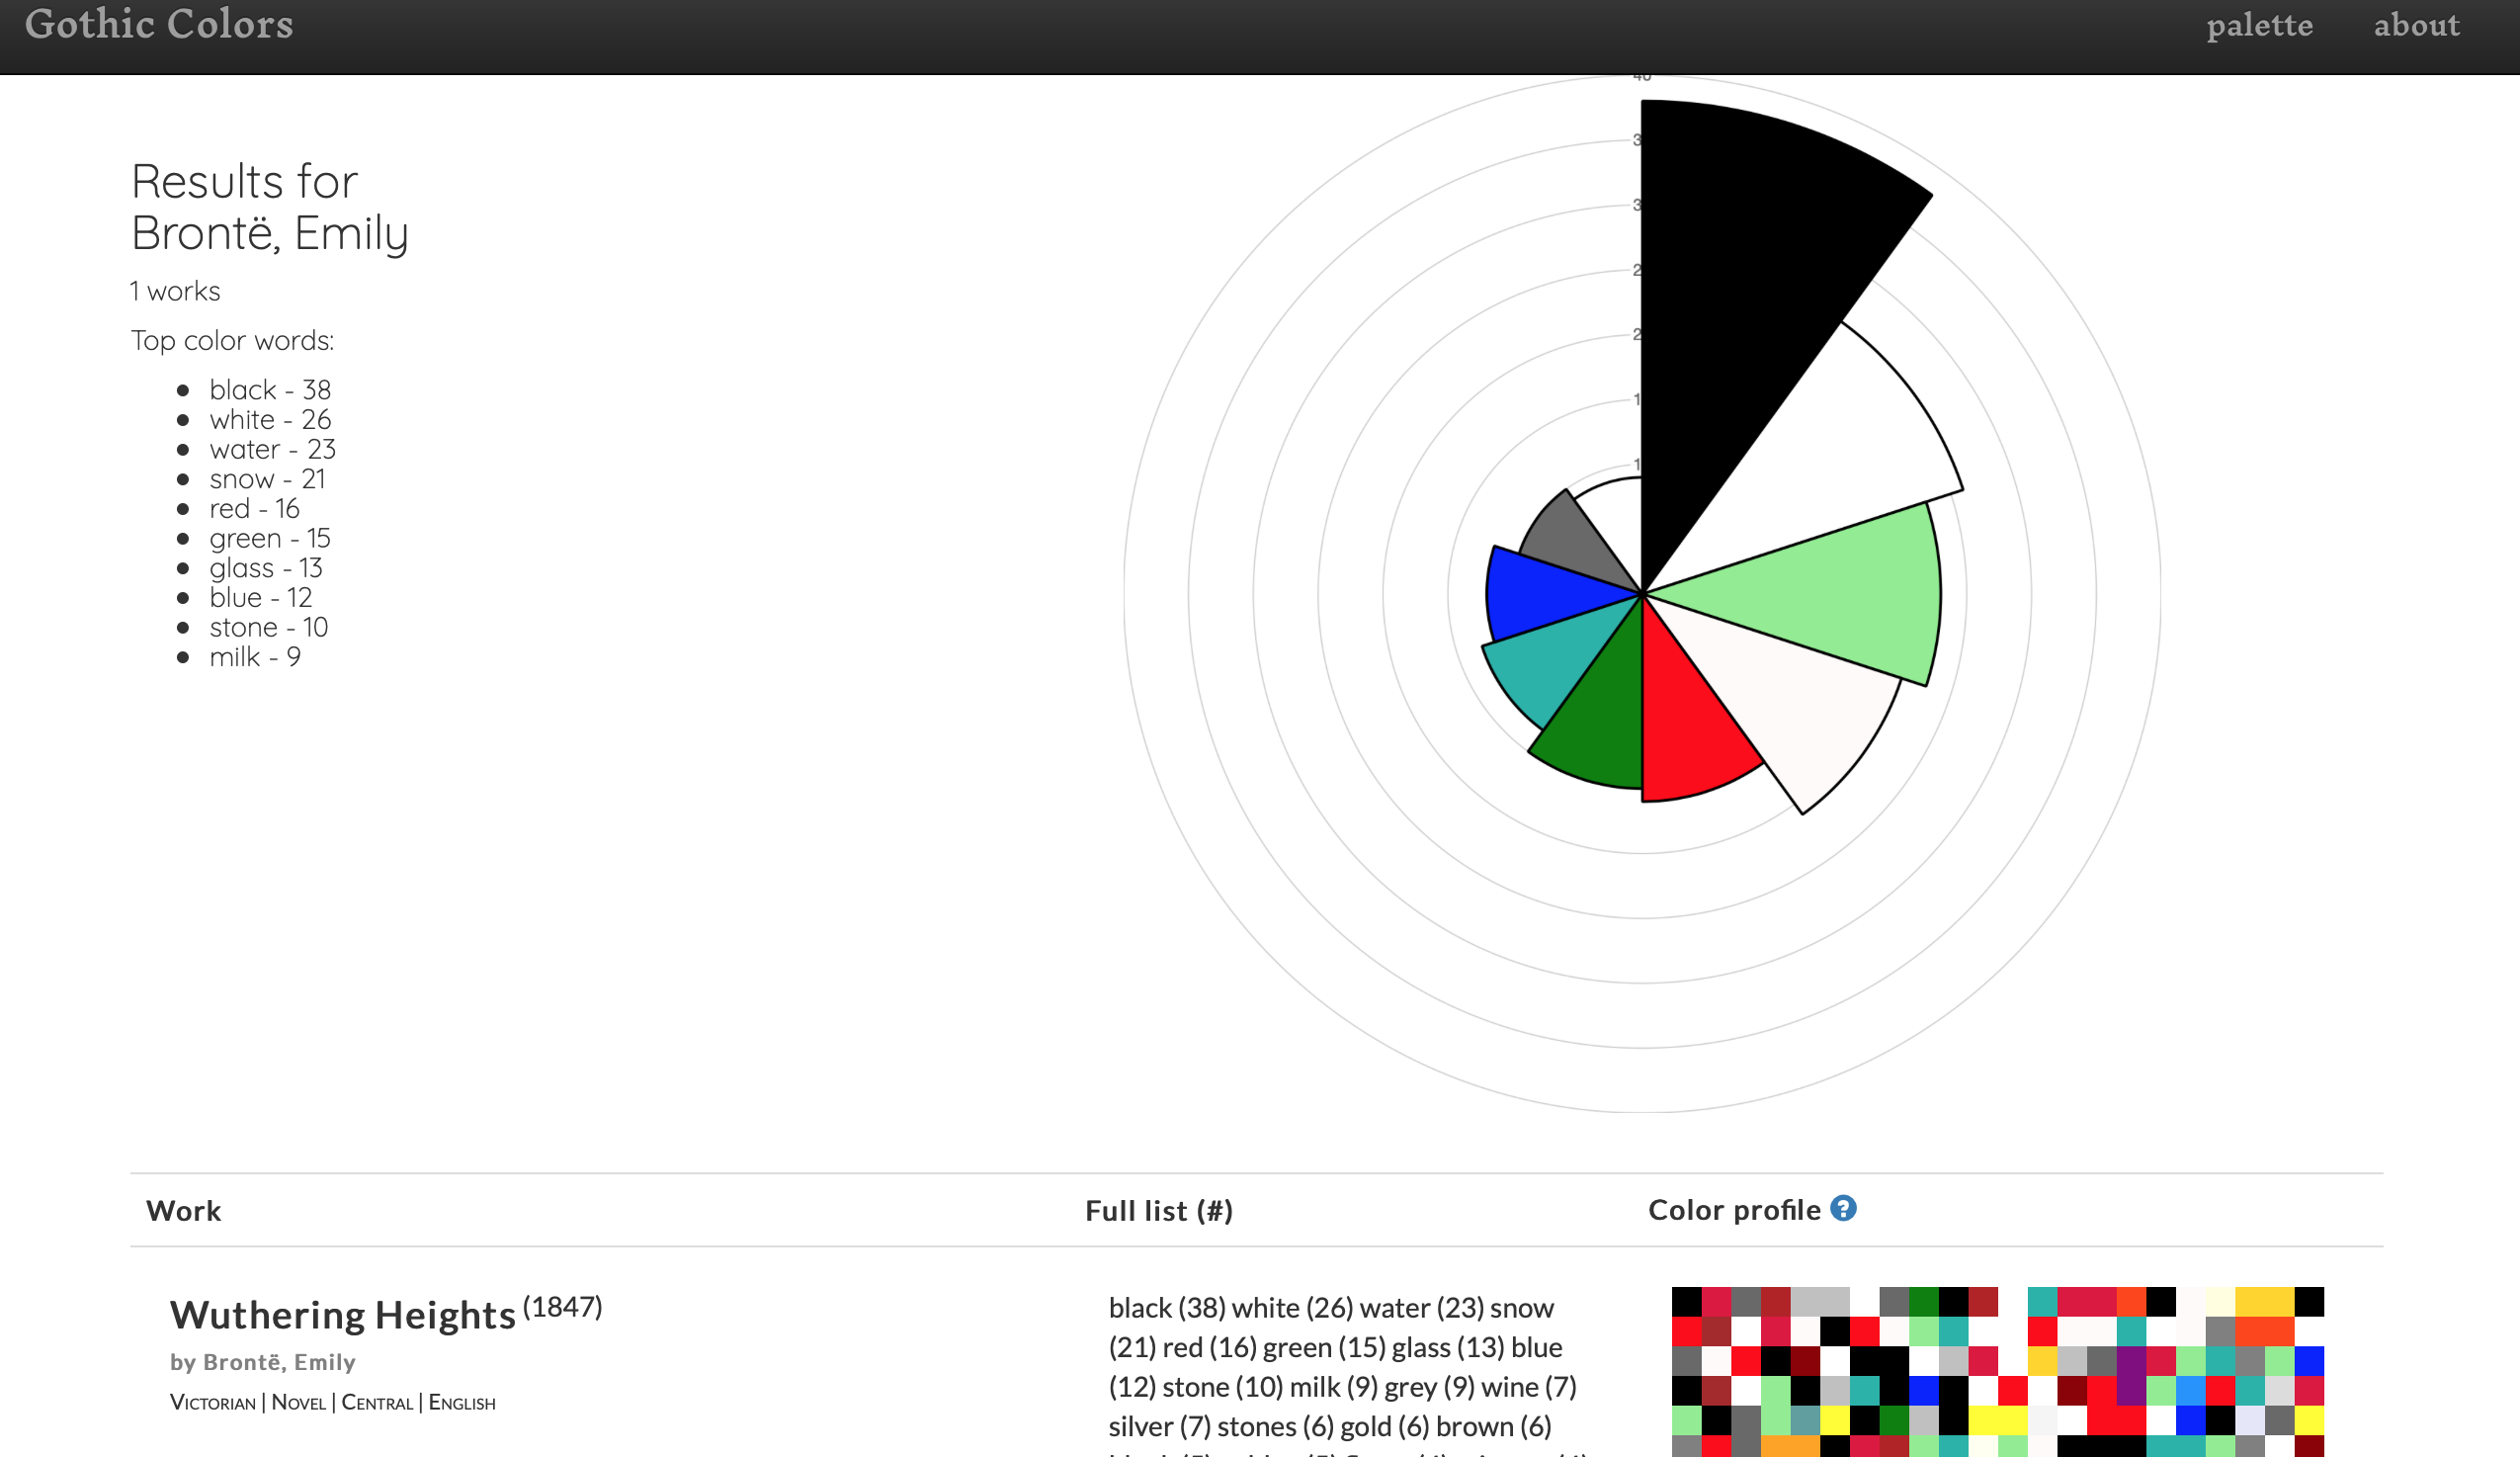 Gothic Colors
palette
about
Results for
Brontë, Emily
1 works
Top color words:
black - 38
white - 26
water - 23
snow - 21
red - 16
green - 15
glass - 13
blue - 12
stone - 10
milk - 9
Work
Full list (#)
Color profile ?
Wuthering Heights (1847)
by Brontë, Emily
Victorian | Novel | Central | English
black (38) white (26) water (23) snow
(21) red (16) green (15) glass (13) blue
(12) stone (10) milk (9) grey (9) wine (7)
silver (7) stones (6) gold (6) brown (6)